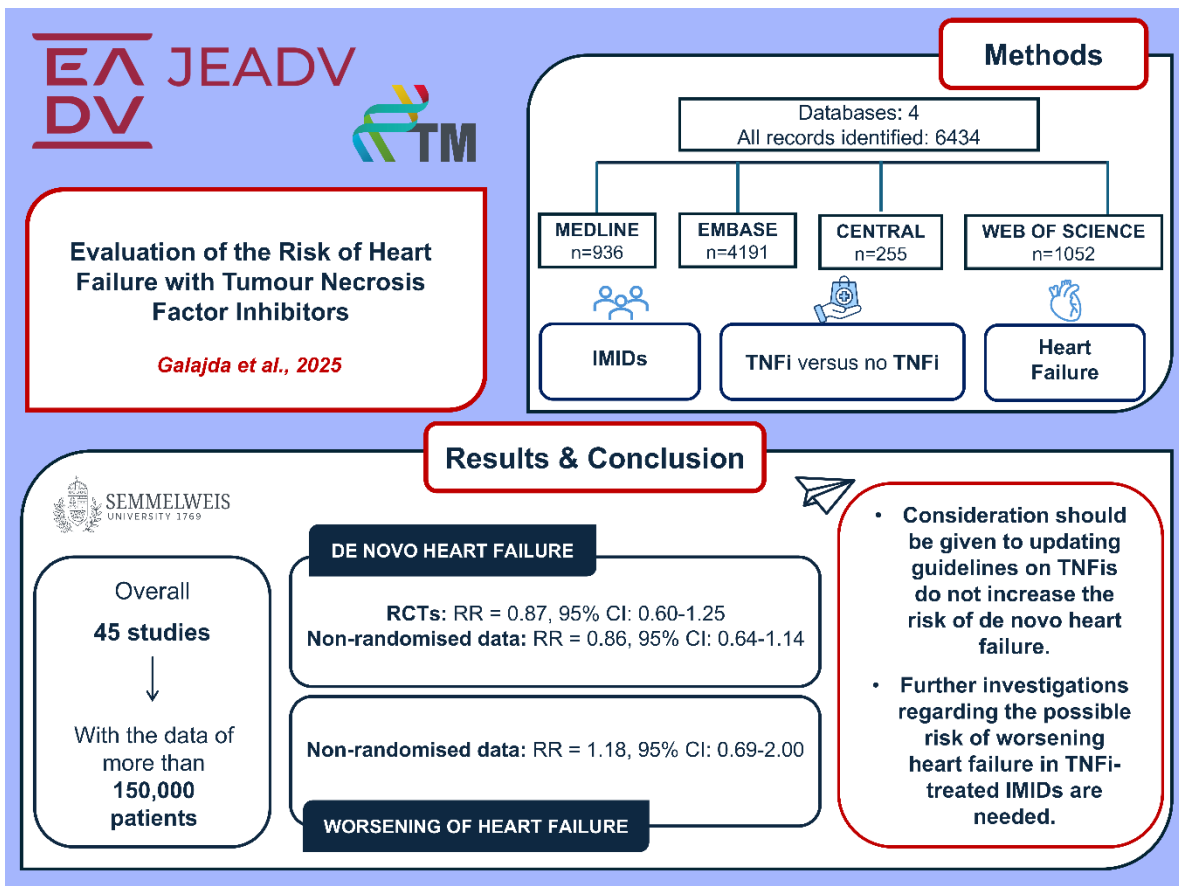 EA
DV
JEADV
TM
Evaluation of the Risk of Heart
Failure with Tumour Necrosis
Factor Inhibitors
Galajda et al., 2025
Methods
Databases: 4
All records identified: 6434
MEDLINE
n=936
EMBASE
n=4191
CENTRAL
n=255
WEB OF SCIENCE
n=1052
IMIDs
TNFi versus no TNFi
Heart
Failure
Results & Conclusion
SEMMELWEIS
UNIVERSITY 1769
Overall
45 studies
With the data of
more than
150,000
patients
DE NOVO HEART FAILURE
RCTs: RR = 0.87, 95% CI: 0.60-1.25
Non-randomised data: RR = 0.86, 95% CI: 0.64-1.14
Non-randomised data: RR = 1.18, 95% CI: 0.69-2.00
WORSENING OF HEART FAILURE
• Consideration should
be given to updating
guidelines on TNFis
do not increase the
risk of de novo heart
failure.
• Further investigations
regarding the possible
risk of worsening
heart failure in TNFi-
treated IMIDs are
needed.